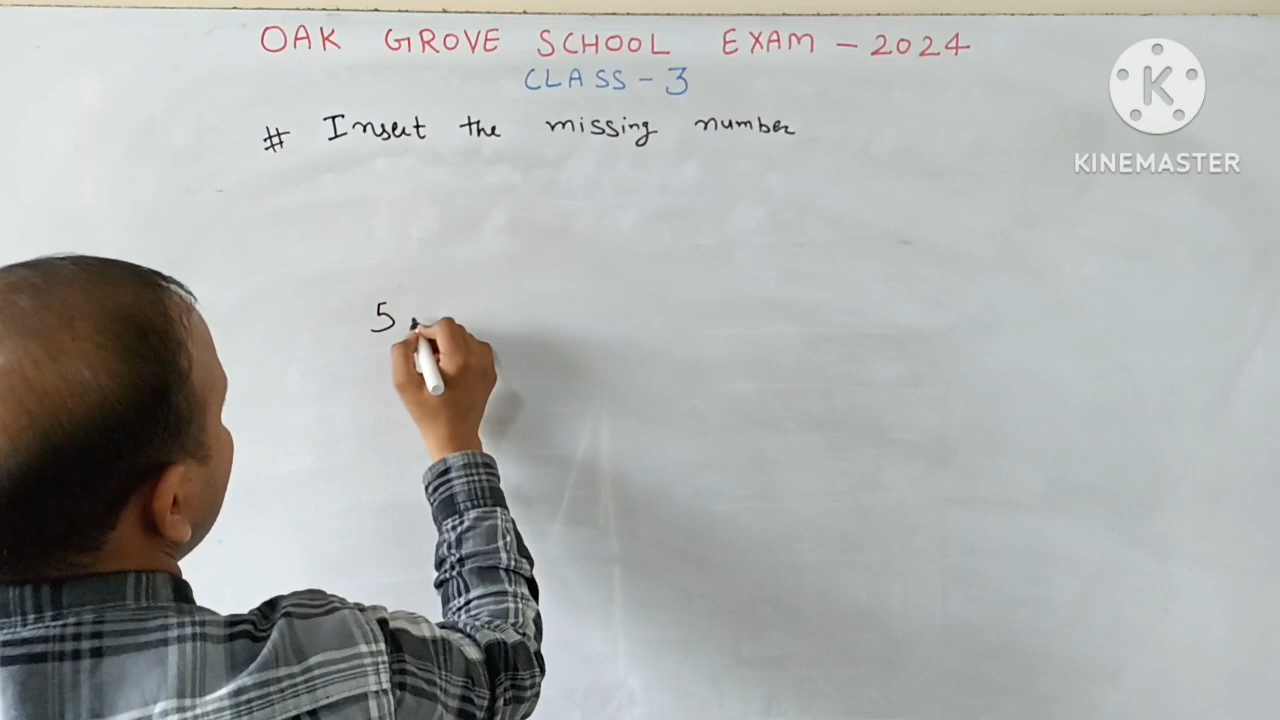 OAK GROVE SCHOOL EXAM - 2024
CLASS - 3
# Insert the missing number
5
K
KINEMASTER